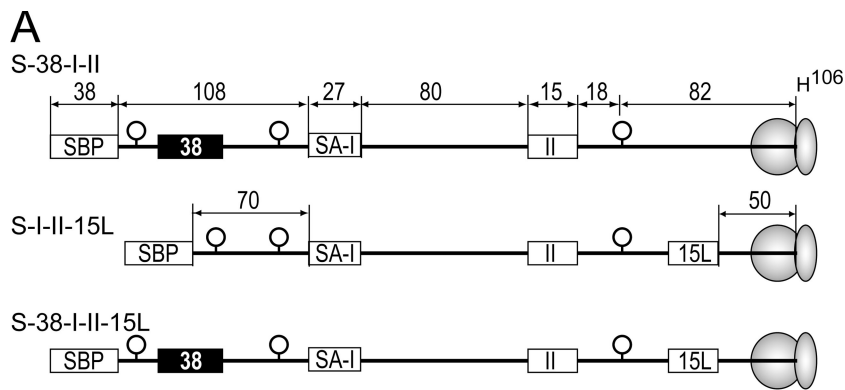 A
S-38-I-II
38 108 27 80 15 18 82 H106
SBP 38 SA-I II
S-I-II-15L
70 50
SBP SA-I II 15L
S-38-I-II-15L
SBP 38 SA-I II 15L